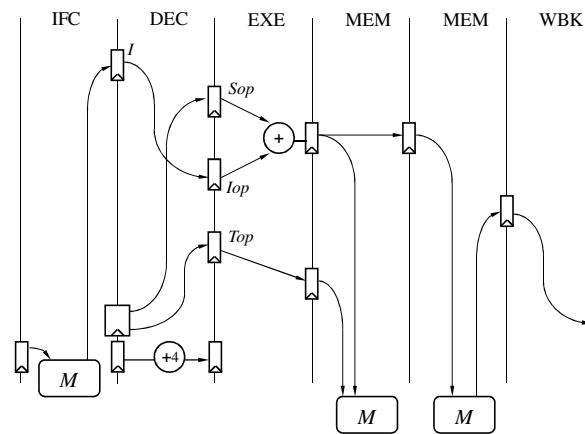 IFC DEC EXE MEM MEM WBK
I
Sop
+
Iop
Top
+4
M
M M